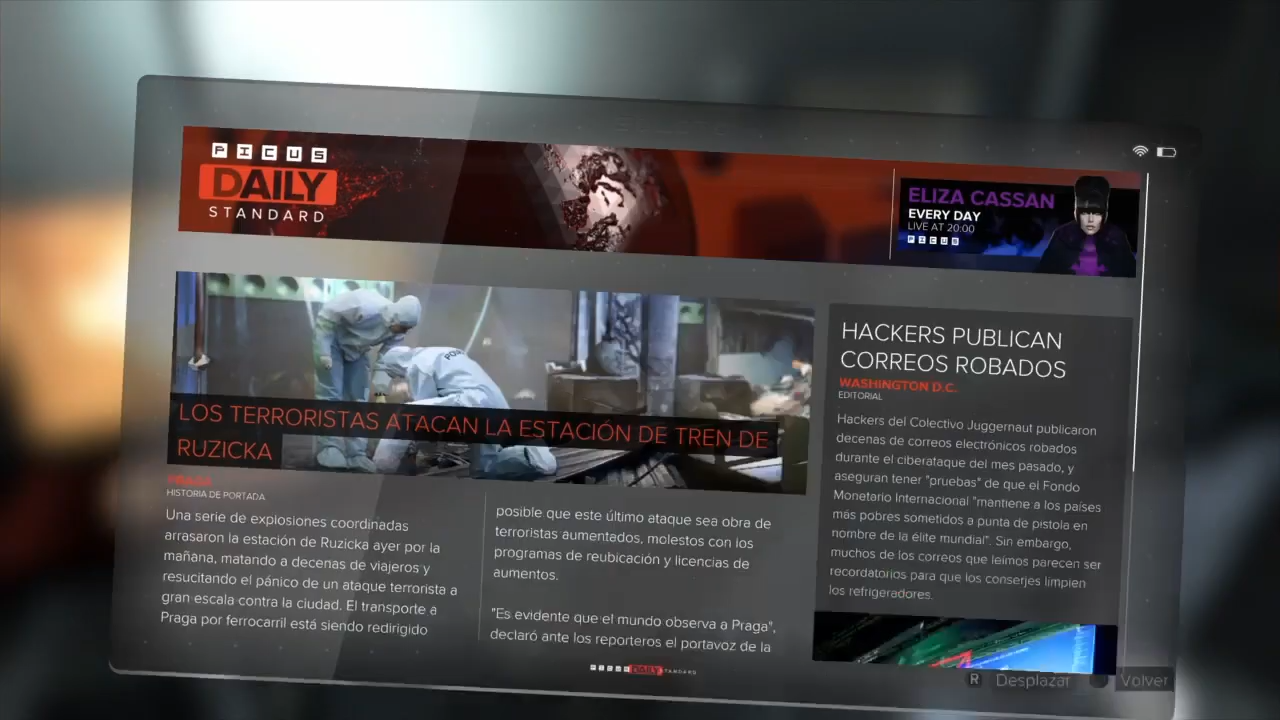 PICUS
DAILY
STANDARD
ELIZA CASSAN
EVERY DAY
LIVE AT 20:00
PICUS
LOS TERRORISTAS ATACAN LA ESTACIÓN DE TREN DE
RUZICKA
PRAGA
HISTORIA DE PORTADA
Una serie de explosiones coordinadas
arrasaron la estación de Ruzicka ayer por la
mañana, matando a decenas de viajeros y
resucitando el pánico de un ataque terrorista a
gran escala contra la ciudad. El transporte a
Praga por ferrocarril está siendo redirigido
posible que este último ataque sea obra de
terroristas aumentados, molestos con los
programas de reubicación y licencias de
aumentos.
"Es evidente que el mundo observa a Praga",
declaró ante los reporteros el portavoz de la
HACKERS PUBLICAN
CORREOS ROBADOS
WASHINGTON D.C.
EDITORIAL
Hackers del Colectivo Juggernaut publicaron
decenas de correos electrónicos robados
durante el ciberataque del mes pasado, y
aseguran tener "pruebas" de que el Fondo
Monetario Internacional "mantiene a los países
más pobres sometidos a punta de pistola en
nombre de la élite mundial". Sin embargo,
muchos de los correos que leímos parecen ser
recordatorios para que los conserjes limpien
los refrigeradores.
PICUS DAILY STANDARD
R Desplazar Volver